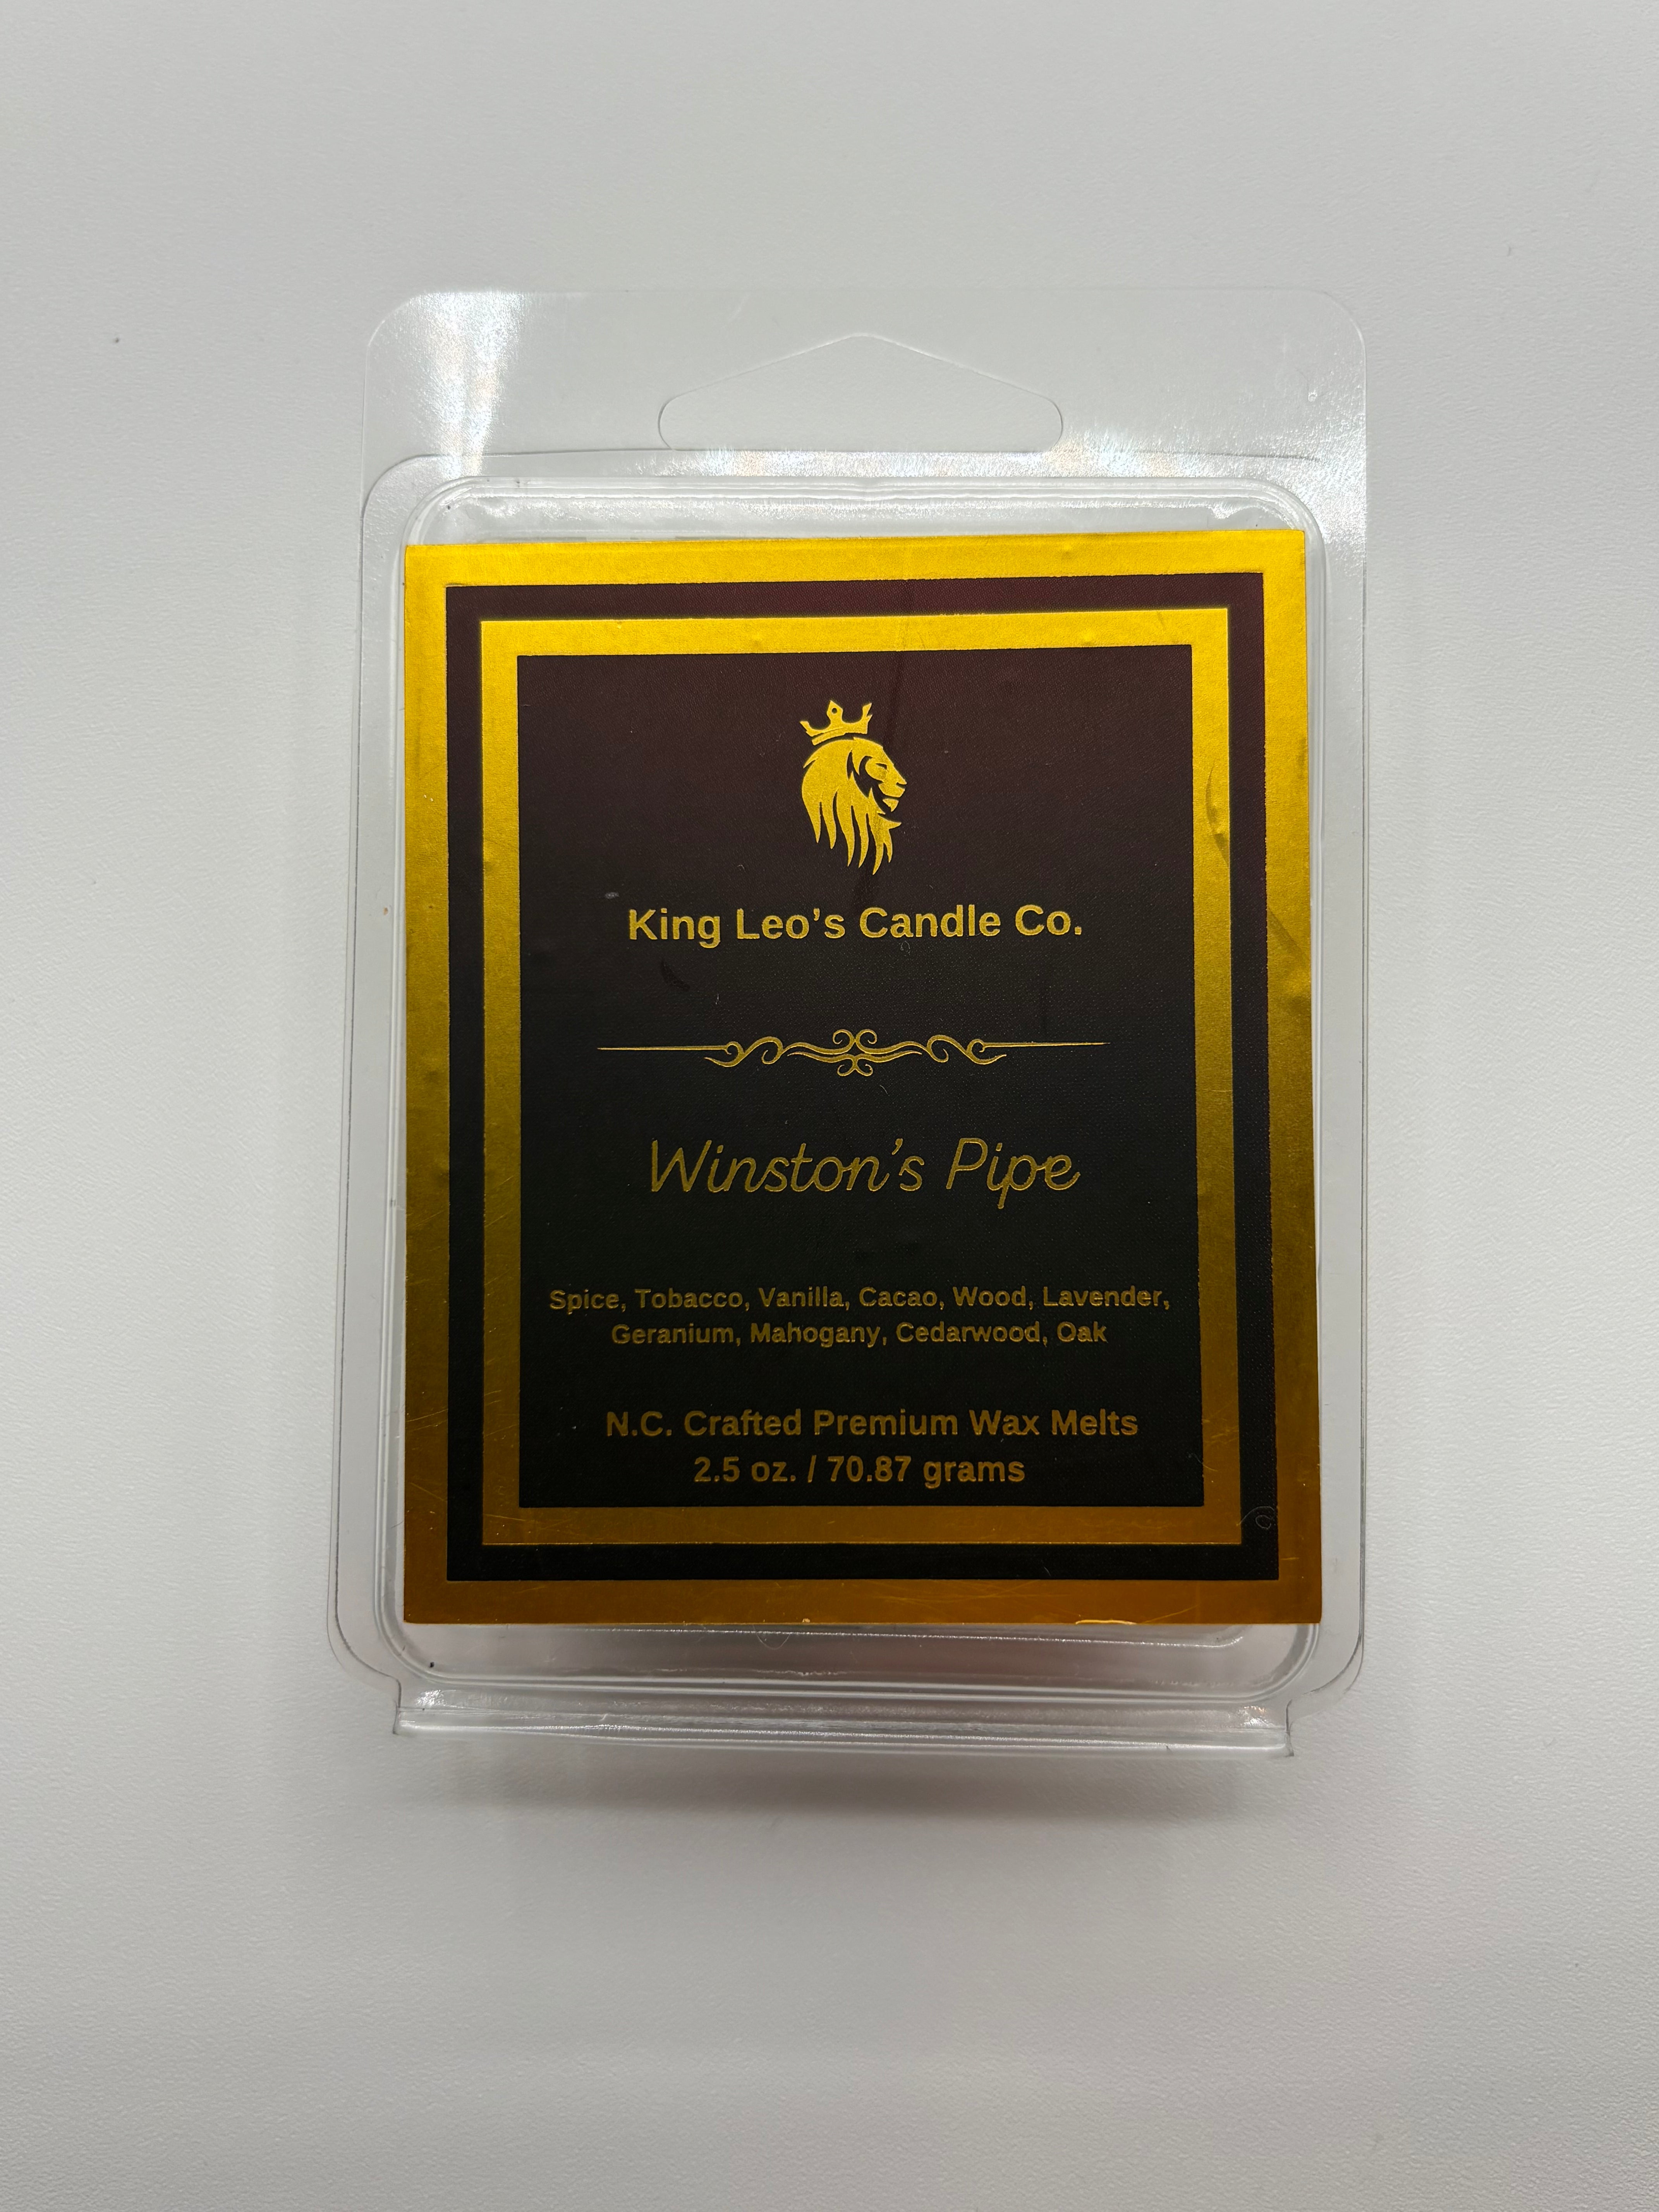 King Leo’s Candle Co.
Winston’s Pipe
Spice, Tobacco, Vanilla, Cacao, Wood, Lavender,
Geranium, Mahogany, Cedarwood, Oak
N.C. Crafted Premium Wax Melts
2.5 oz. / 70.87 grams